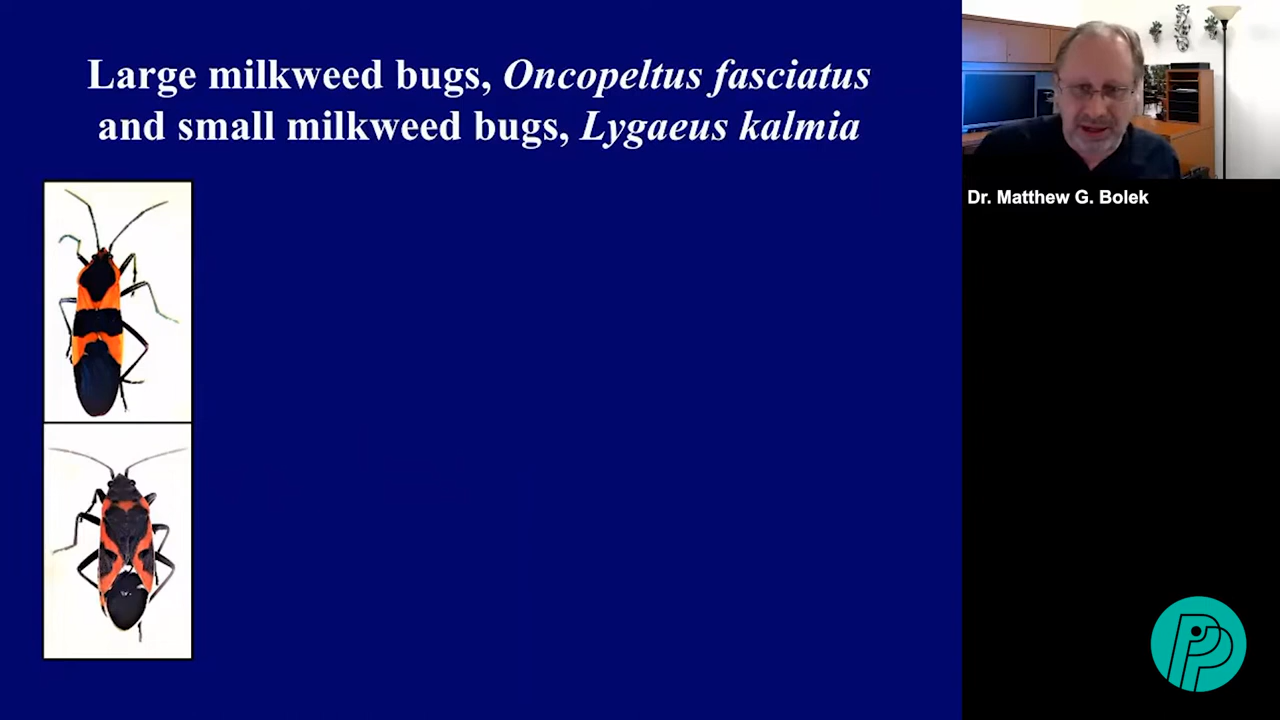 Large milkweed bugs, Oncopeltus fasciatus
and small milkweed bugs, Lygaeus kalmia
Dr. Matthew G. Bolek